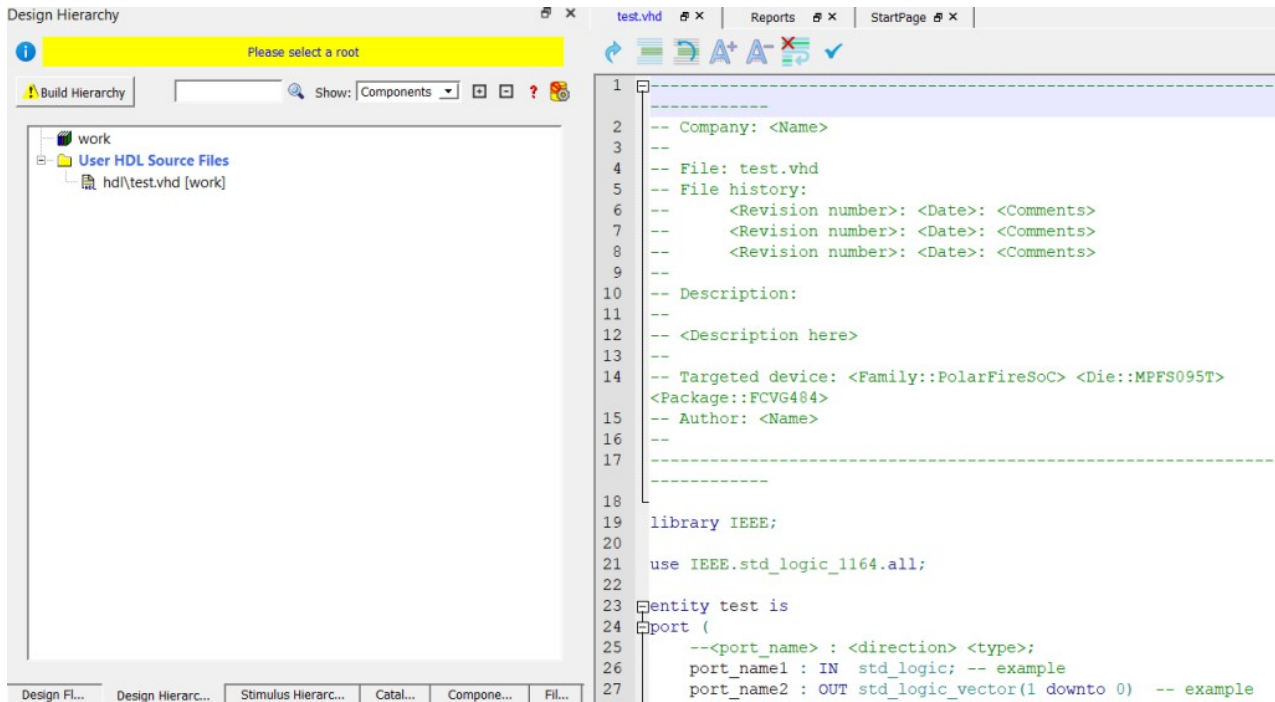 Design Hierarchy
Please select a root
Build Hierarchy
Show: Components
work
User HDL Source Files
hdl\test.vhd [work]
Design Fl... Design Hierarc... Stimulus Hierarc... Catal... Compone... Fil...
test.vhd Reports StartPage
1 --------------------------------------------------------------------------------
2 -- Company: <Name>
3 --
4 -- File: test.vhd
5 -- File history:
6 -- <Revision number>: <Date>: <Comments>
7 -- <Revision number>: <Date>: <Comments>
8 -- <Revision number>: <Date>: <Comments>
9 --
10 -- Description:
11 --
12 -- <Description here>
13 --
14 -- Targeted device: <Family::PolarFireSoC> <Die::MPFS095T>
<Package::FCVG484>
15 -- Author: <Name>
16 --
17 --------------------------------------------------------------------------------
18
19 library IEEE;
20
21 use IEEE.std_logic_1164.all;
22
23 entity test is
24 port (
25 --<port_name> : <direction> <type>;
26 port_name1 : IN std_logic; -- example
27 port_name2 : OUT std_logic_vector(1 downto 0) -- example